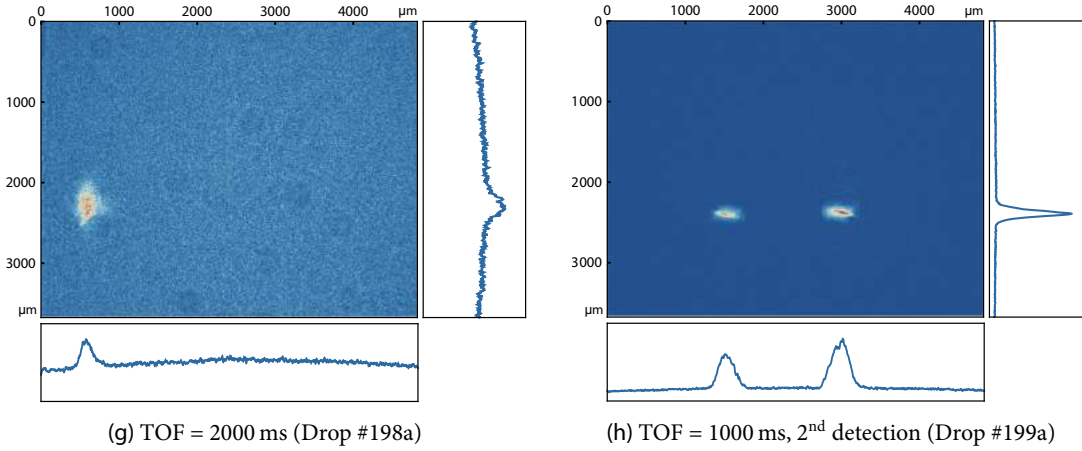 0 1000 2000 3000 4000 µm
0
1000
2000
3000
µm
(g) TOF = 2000 ms (Drop #198a)
0 1000 2000 3000 4000 µm
0
1000
2000
3000
µm
(h) TOF = 1000 ms, 2nd detection (Drop #199a)